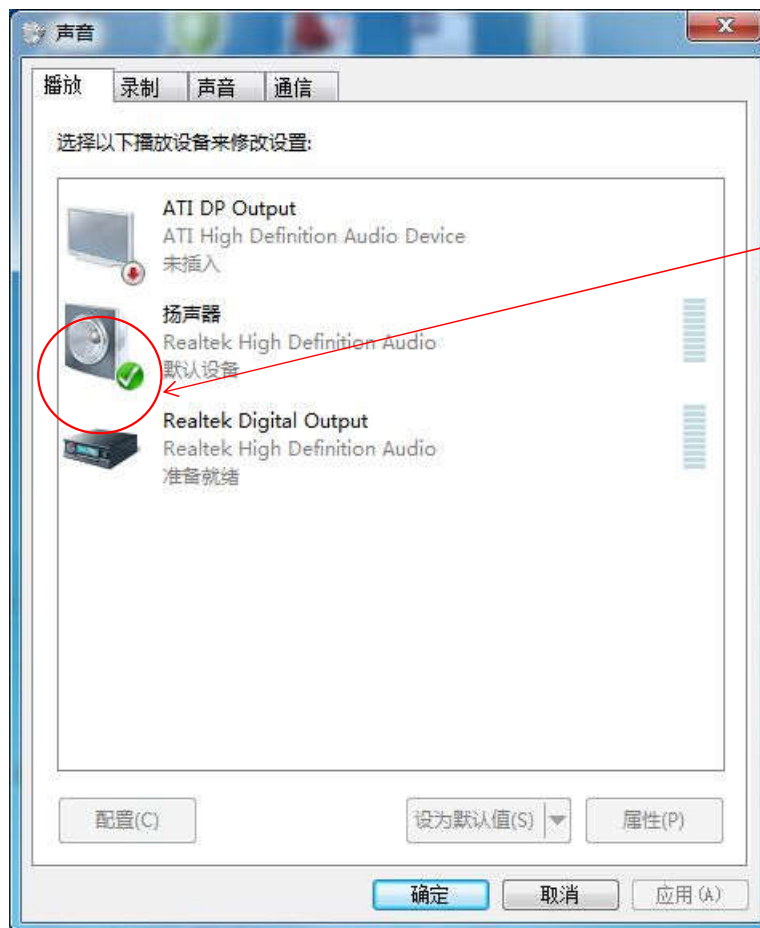 声音
播放 录制 声音 通信
选择以下播放设备来修改设置:
ATI DP Output
ATI High Definition Audio Device
未插入
扬声器
Realtek High Definition Audio
默认设备
Realtek Digital Output
Realtek High Definition Audio
准备就绪
配置(C) 设为默认值(S) 属性(P)
确定 取消 应用(A)